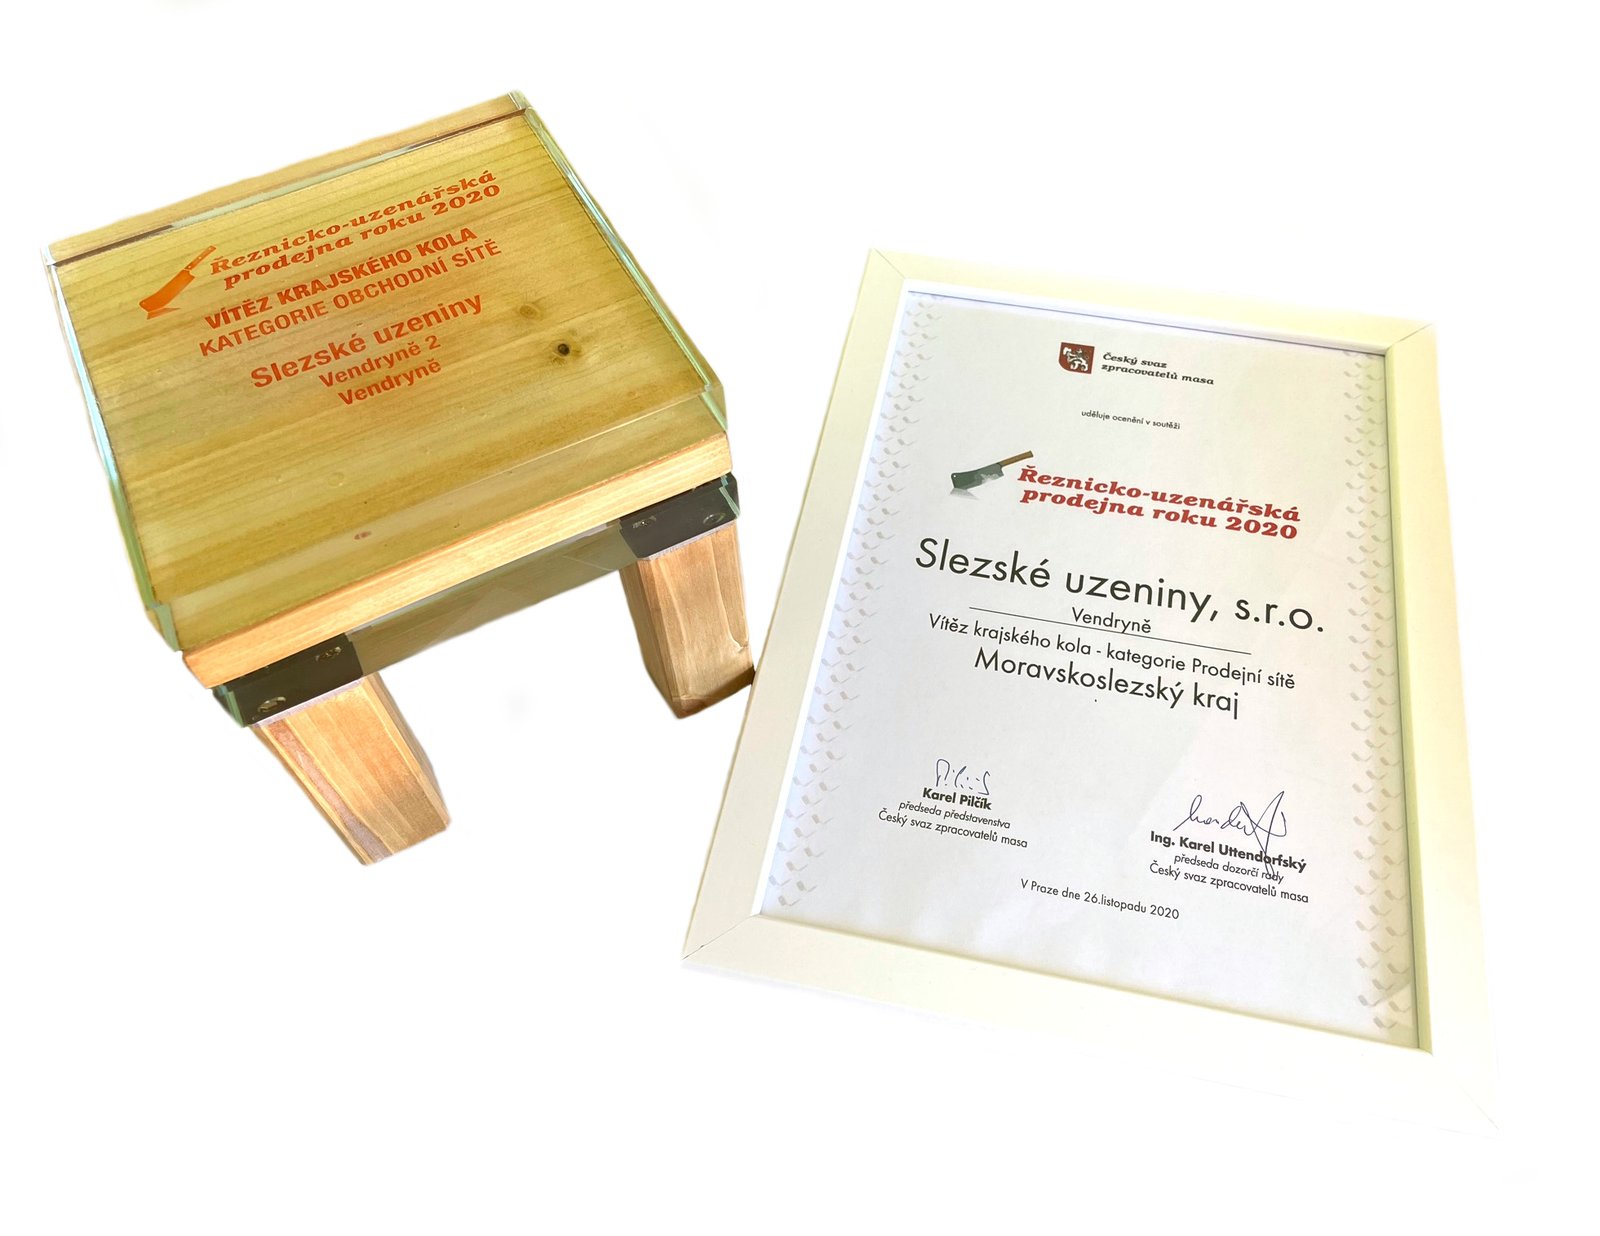 Řeznicko-uzenářská
prodejna roku 2020
VÍTĚZ KRAJSKÉHO KOLA
KATEGORIE OBCHODNÍ SÍTĚ
Slezské uzeniny
Vendryně 2
Vendryně
Český svaz
zpracovatelů masa
uděluje ocenění v soutěži
Řeznicko-uzenářská
prodejna roku 2020
Slezské uzeniny, s.r.o.
Vendryně
Vítěz krajského kola - kategorie Prodejní sítě
Moravskoslezský kraj
Karel Pilčík
předseda představenstva
Český svaz zpracovatelů masa
Ing. Karel Uttendorfský
předseda dozorčí rady
Český svaz zpracovatelů masa
V Praze dne 26.listopadu 2020